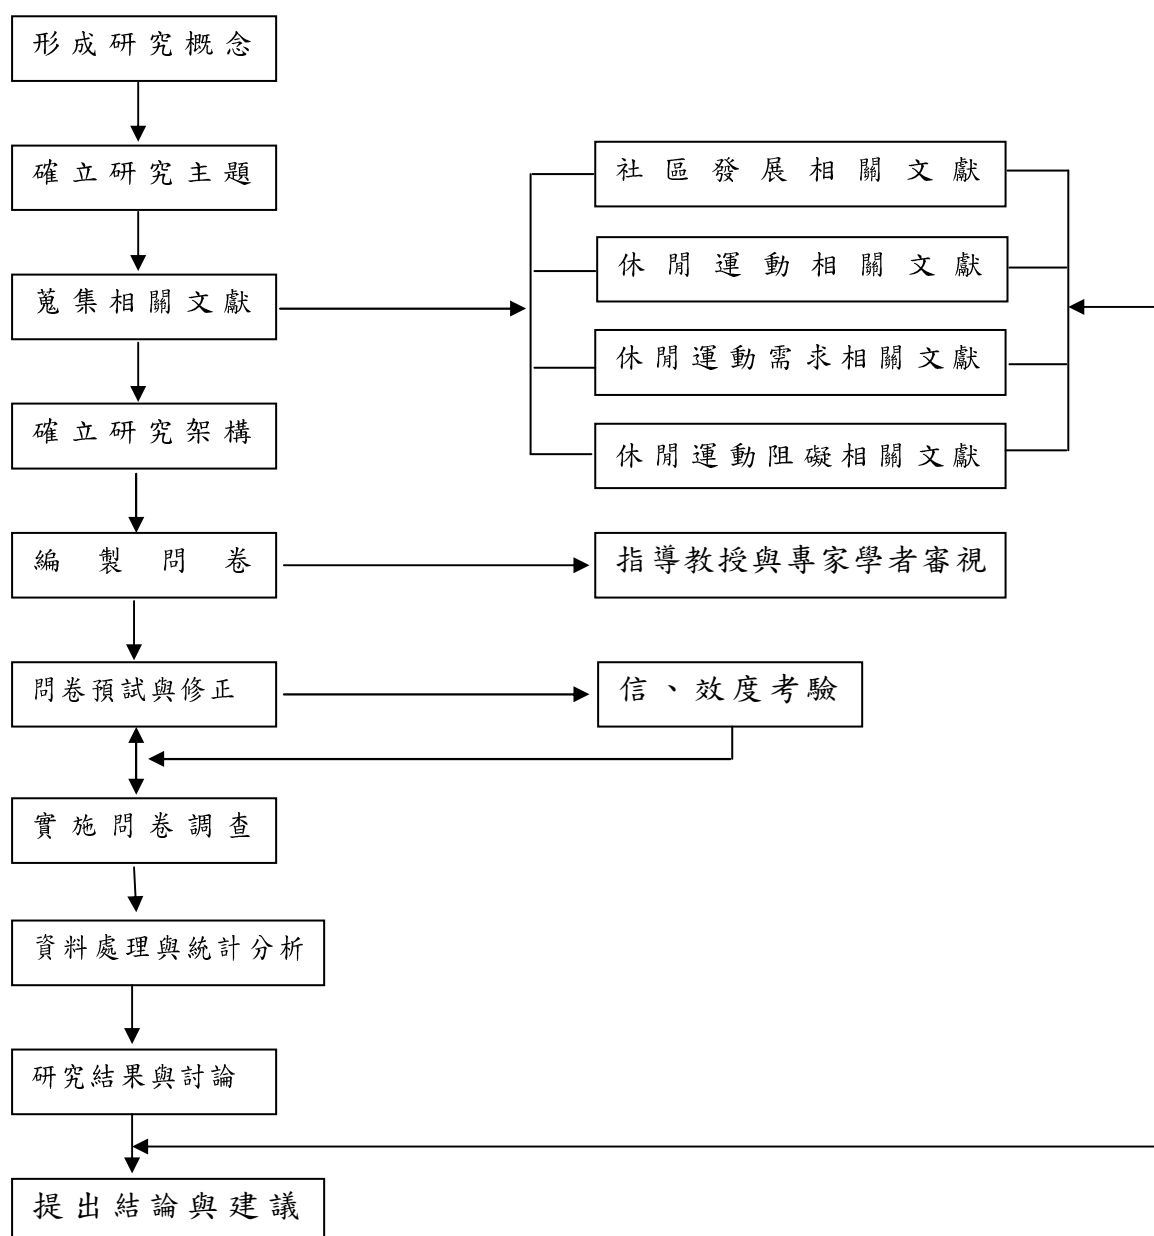 形成研究概念
確立研究主題
蒐集相關文獻
確立研究架構
編製問卷
問卷預試與修正
實施問卷調查
資料處理與統計分析
研究結果與討論
提出結論與建議
社區發展相關文獻
休閒運動相關文獻
休閒運動需求相關文獻
休閒運動阻礙相關文獻
指導教授與專家學者審視
信、效度考驗